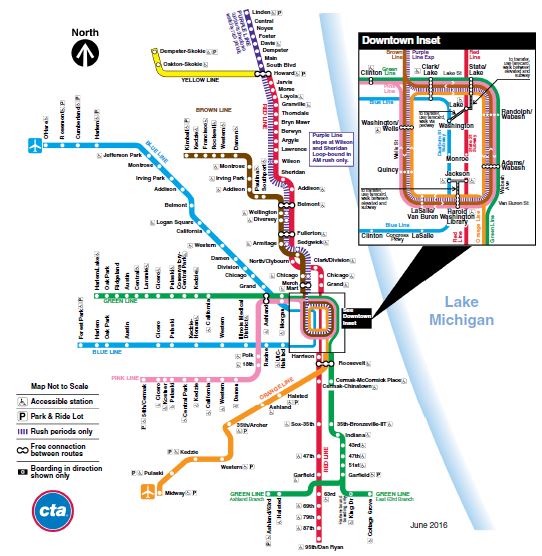 North
Linden
Central
Noyes
Foster
Davis
Dempster
Main
South Blvd
Howard
Dempster-Skokie
Oakton-Skokie
YELLOW LINE
Jarvis
Morse
Loyola
Granville
Thorndale
Bryn Mawr
Berwyn
Argyle
Lawrence
Wilson
Sheridan
Addison
Belmont
RED LINE
Purple Line
stops at Wilson
and Sheridan
Loop-bound in
AM rush only.
BROWN LINE
Kimball
Kedzie
Francisco
Rockwell
Western
Damen
Montrose
Irving Park
Addison
Paulina
Southport
Wellington
Diversey
Fullerton
Armitage
Sedgwick
O'Hare
Rosemont
Cumberland
Harlem
Jefferson Park
BLUE LINE
Montrose
Irving Park
Addison
Belmont
Logan Square
California
Western
Damen
Division
Chicago
Grand
North/Clybourn
Clark/Division
Chicago
Chicago
Merch
Mart
Grand
Harlem/Lake
Oak Park
Ridgeland
Austin
Central
Laramie
Cicero
Pulaski
Conservatory-
Central Park
Kedzie
California
Ashland
Morgan
GREEN LINE
Forest Park
Harlem
Oak Park
Austin
Cicero
Pulaski
Kedzie-
Homan
Western
Illinois Medical
District
Racine
UIC-
Halsted
BLUE LINE
See
Downtown
Inset
Polk
18th
PINK LINE
54th/Cermak
Cicero
Kostner
Pulaski
Central Park
Kedzie
California
Western
Damen
Harrison
Roosevelt
Cermak-McCormick Place
Cermak-Chinatown
ORANGE LINE
Halsted
Ashland
35th/Archer
Kedzie
Western
Pulaski
Midway
Sox-35th
35th-Bronzeville-IIT
Indiana
43rd
47th
51st
47th
Garfield
Garfield
RED LINE
63rd
69th
79th
87th
95th/Dan Ryan
GREEN LINE
Ashland Branch
Ashland/63rd
Halsted
King Dr
Cottage Grove
GREEN LINE
East 63rd Branch
Downtown Inset
Brown
Line
Purple
Line Exp
Red
Line
Clinton
Green
Line
Pink
Line
Clark/
Lake
Lake St
State/
Lake
to transfer,
use farecard,
walk between
elevated and
subway
Blue Line
Lake
Washington
Randolph/
Wabash
Washington/
Wells
Wells St
Monroe
Quincy
Jackson
Adams/
Wabash
Wabash Ave
LaSalle/
Van Buren
Harold
Washington
Library
Van Buren St
Blue Line
Clinton
Congress
Pkwy
LaSalle
Red
Line
Orange
Line
Green
Line
Lake
Michigan
Map Not to Scale
Accessible station
P Park & Ride Lot
Rush periods only
Free connection
between routes
Boarding in direction
shown only
cta
June 2016